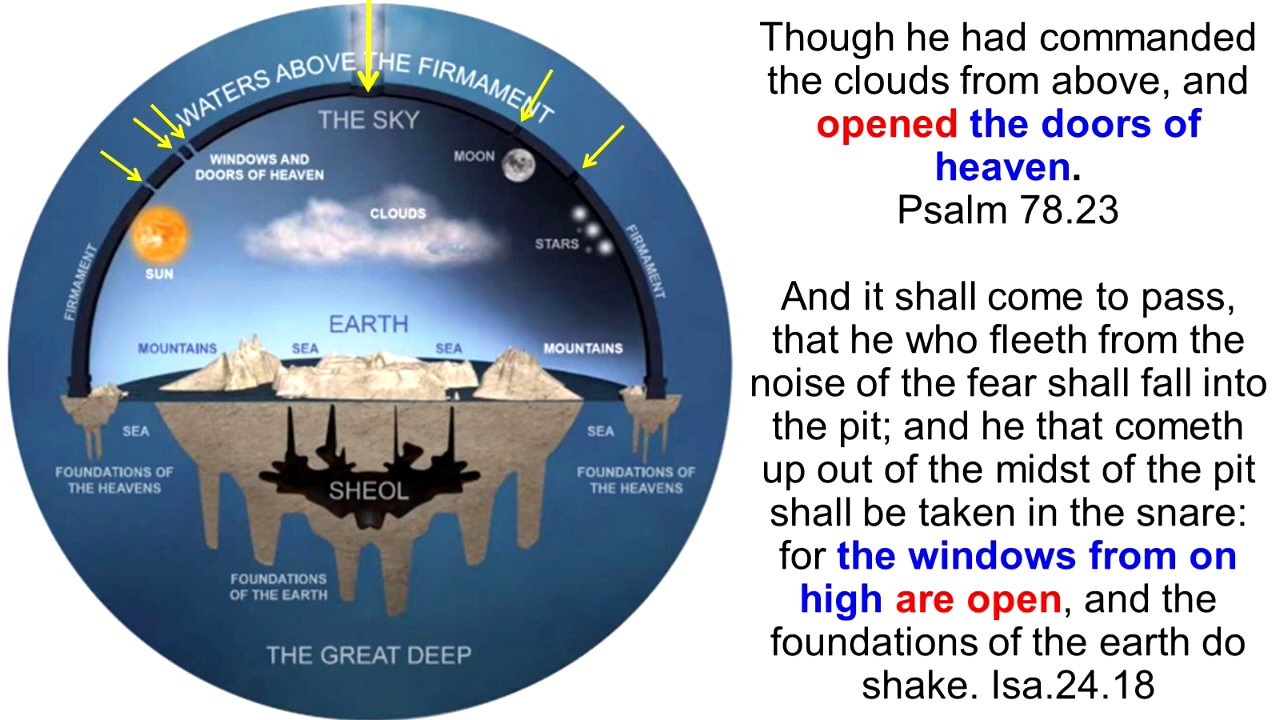 WATERS ABOVE THE FIRMAMENT
THE SKY
WINDOWS AND
DOORS OF HEAVEN
MOON
CLOUDS
STARS
SUN
FIRMAMENT
FIRMAMENT
EARTH
MOUNTAINS
SEA
SEA
MOUNTAINS
SEA
SEA
FOUNDATIONS OF
THE HEAVENS
FOUNDATIONS OF
THE HEAVENS
SHEOL
FOUNDATIONS
OF THE EARTH
THE GREAT DEEP
Though he had commanded
the clouds from above, and
opened the doors of
heaven.
Psalm 78.23
And it shall come to pass,
that he who fleeth from the
noise of the fear shall fall into
the pit; and he that cometh
up out of the midst of the pit
shall be taken in the snare:
for the windows from on
high are open, and the
foundations of the earth do
shake. Isa.24.18